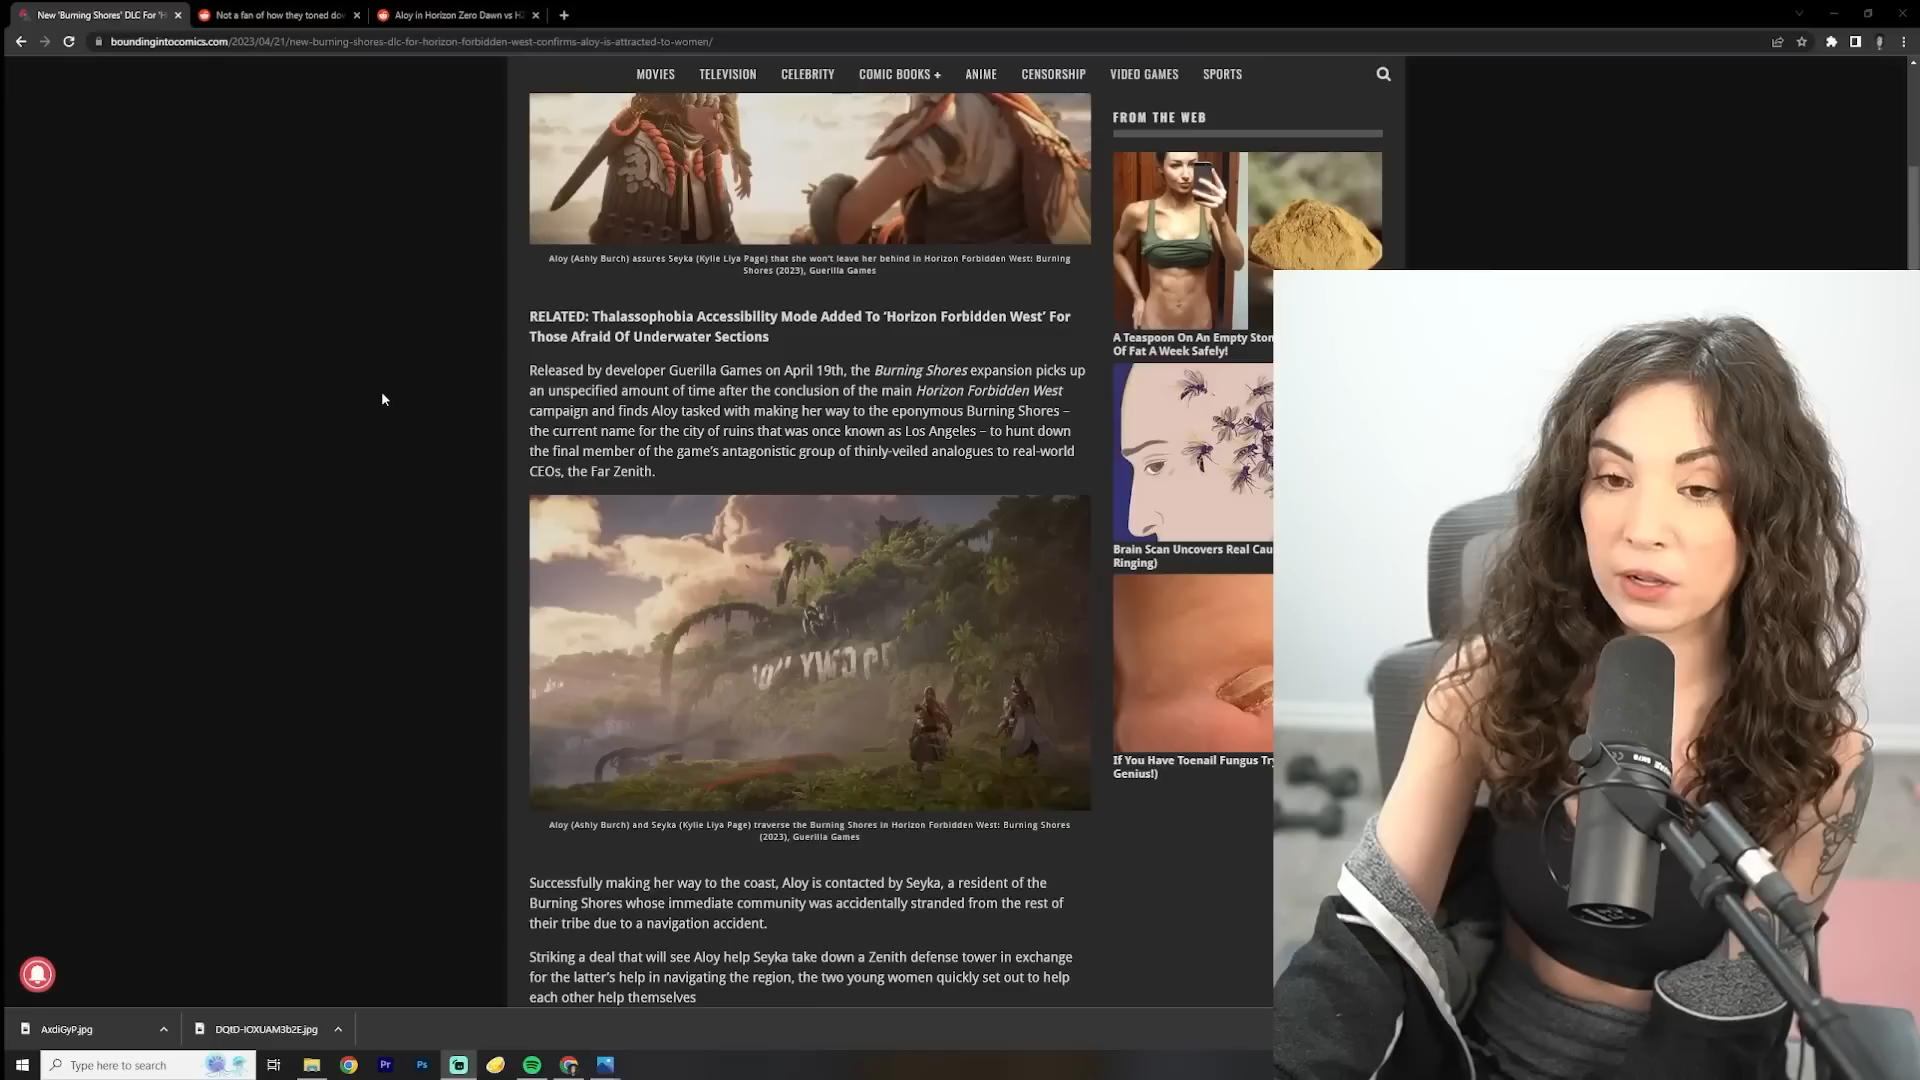 New 'Burning Shores' DLC For 'H
Not a fan of how they toned dow
Aloy in Horizon Zero Dawn vs H
boundingintocomics.com/2023/04/21/new-burning-shores-dlc-for-horizon-forbidden-west-confirms-aloy-is-attracted-to-women/
MOVIES TELEVISION CELEBRITY COMIC BOOKS + ANIME CENSORSHIP VIDEO GAMES SPORTS
Aloy (Ashly Burch) assures Seyka (Kylie Liya Page) that she won't leave her behind in Horizon Forbidden West: Burning
Shores (2023), Guerilla Games
RELATED: Thalassophobia Accessibility Mode Added To 'Horizon Forbidden West' For
Those Afraid Of Underwater Sections
Released by developer Guerilla Games on April 19th, the Burning Shores expansion picks up
an unspecified amount of time after the conclusion of the main Horizon Forbidden West
campaign and finds Aloy tasked with making her way to the eponymous Burning Shores –
the current name for the city of ruins that was once known as Los Angeles – to hunt down
the final member of the game's antagonistic group of thinly-veiled analogues to real-world
CEOs, the Far Zenith.
Aloy (Ashly Burch) and Seyka (Kylie Liya Page) traverse the Burning Shores in Horizon Forbidden West: Burning Shores
(2023), Guerilla Games
Successfully making her way to the coast, Aloy is contacted by Seyka, a resident of the
Burning Shores whose immediate community was accidentally stranded from the rest of
their tribe due to a navigation accident.
Striking a deal that will see Aloy help Seyka take down a Zenith defense tower in exchange
for the latter's help in navigating the region, the two young women quickly set out to help
each other help themselves
FROM THE WEB
A Teaspoon On An Empty Ston
Of Fat A Week Safely!
Brain Scan Uncovers Real Cau
Ringing)
If You Have Toenail Fungus Try
Genius!)
AxdiGyP.jpg
DQtD-IOXUAM3b2E.jpg
Type here to search
Pr
Ps